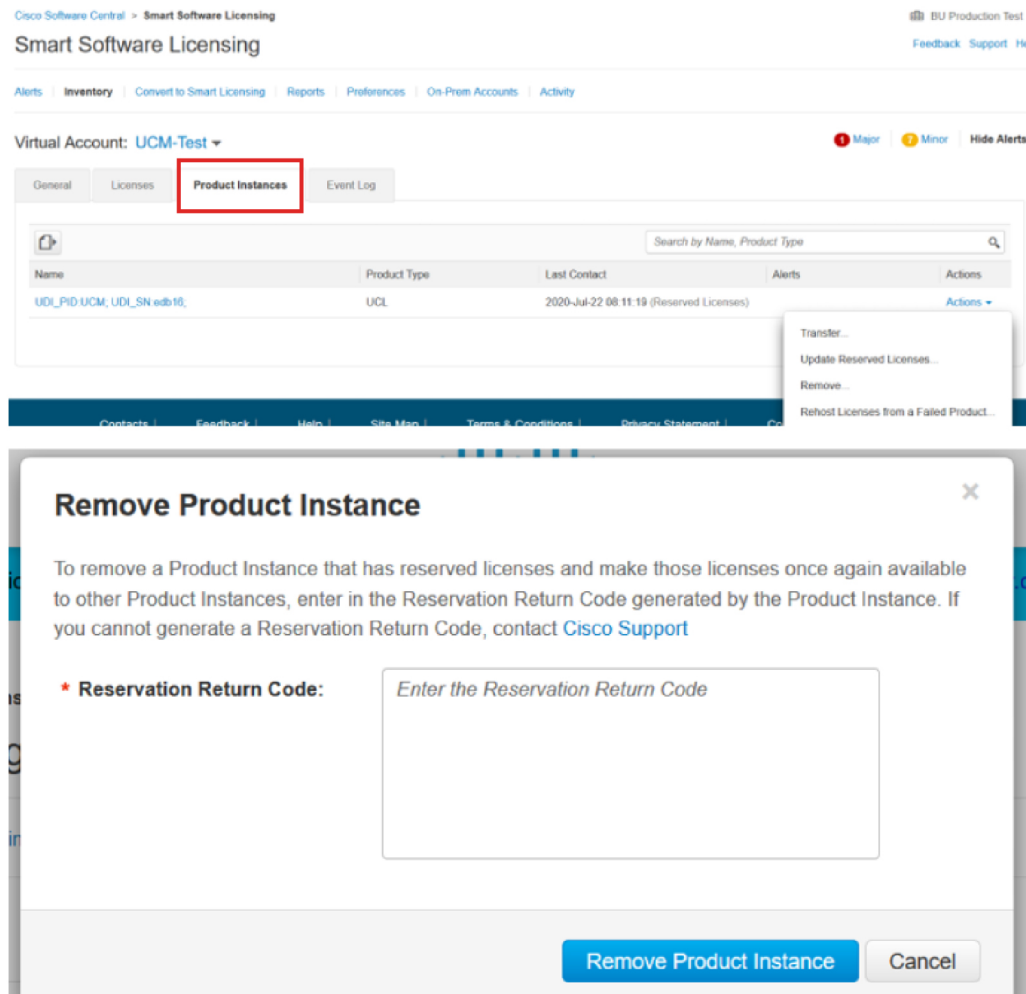 Cisco Software Central > Smart Software Licensing
BU Production Test
Smart Software Licensing
Feedback Support
Alerts Inventory Convert to Smart Licensing Reports Preferences On-Prem Accounts Activity
Virtual Account: UCM-Test
1 Major Minor Hide Alerts
General Licenses Product Instances Event Log
Search by Name, Product Type
Name Product Type Last Contact Alerts Actions
UDI_PID:UCM; UDI_SN:edb16; UCL 2020-Jul-22 08:11:19 (Reserved Licenses) Actions
Transfer...
Update Reserved Licenses...
Remove...
Rehost Licenses from a Failed Product...
Contacts | Feedback | Help | Site Map | Terms & Conditions | Privacy Statement |
Remove Product Instance
To remove a Product Instance that has reserved licenses and make those licenses once again available
to other Product Instances, enter in the Reservation Return Code generated by the Product Instance. If
you cannot generate a Reservation Return Code, contact Cisco Support
* Reservation Return Code:
Enter the Reservation Return Code
Remove Product Instance
Cancel